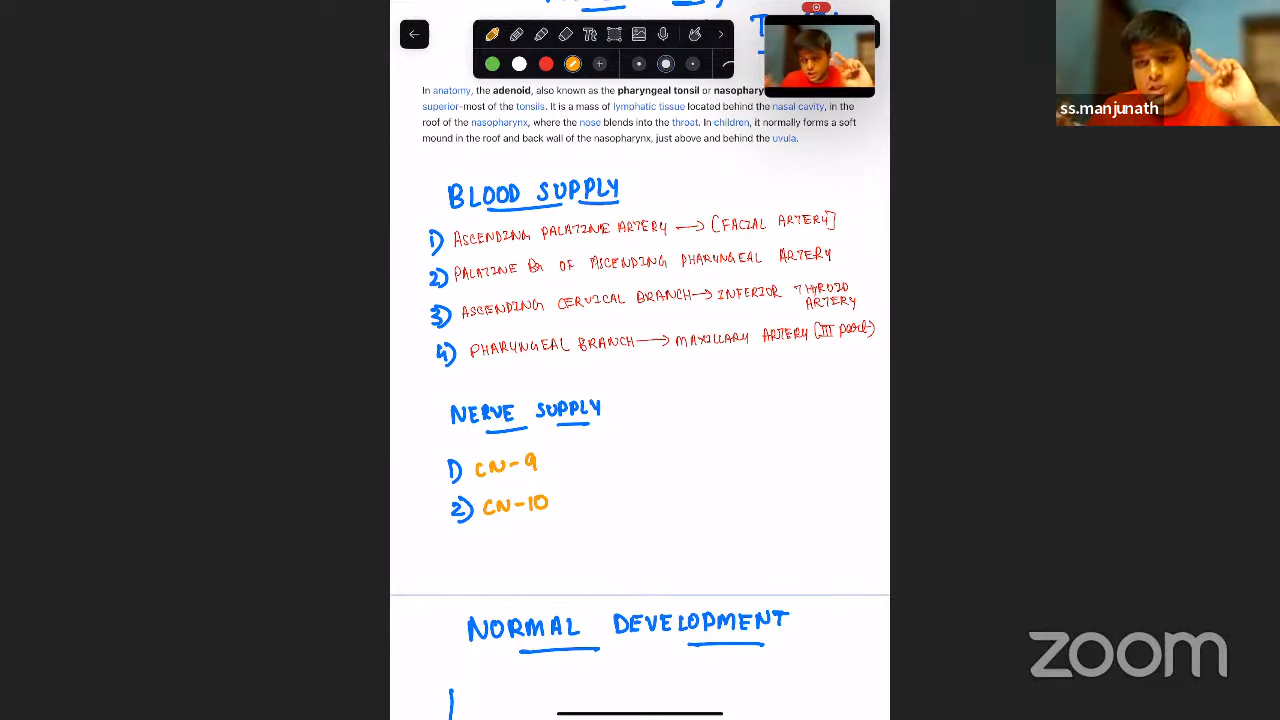 In anatomy, the adenoid, also known as the pharyngeal tonsil or
superior-most of the tonsils. It is a mass of lymphatic tissue located behind the nasal cavity, in the
roof of the nasopharynx, where the nose blends into the throat. In children, it normally forms a soft
mound in the roof and back wall of the nasopharynx, just above and behind the uvula.
ss.manjunath
BLOOD SUPPLY
1) ASCENDING PALATINE ARTERY → [FACIAL ARTERY]
2) PALATINE Br OF ASCENDING PHARYNGEAL ARTERY
3) ASCENDING CERVICAL BRANCH → INFERIOR THYROID
ARTERY
4) PHARYNGEAL BRANCH → MAXILLARY ARTERY (III part)
NERVE SUPPLY
1) CN-9
2) CN-10
NORMAL DEVELOPMENT
zoom